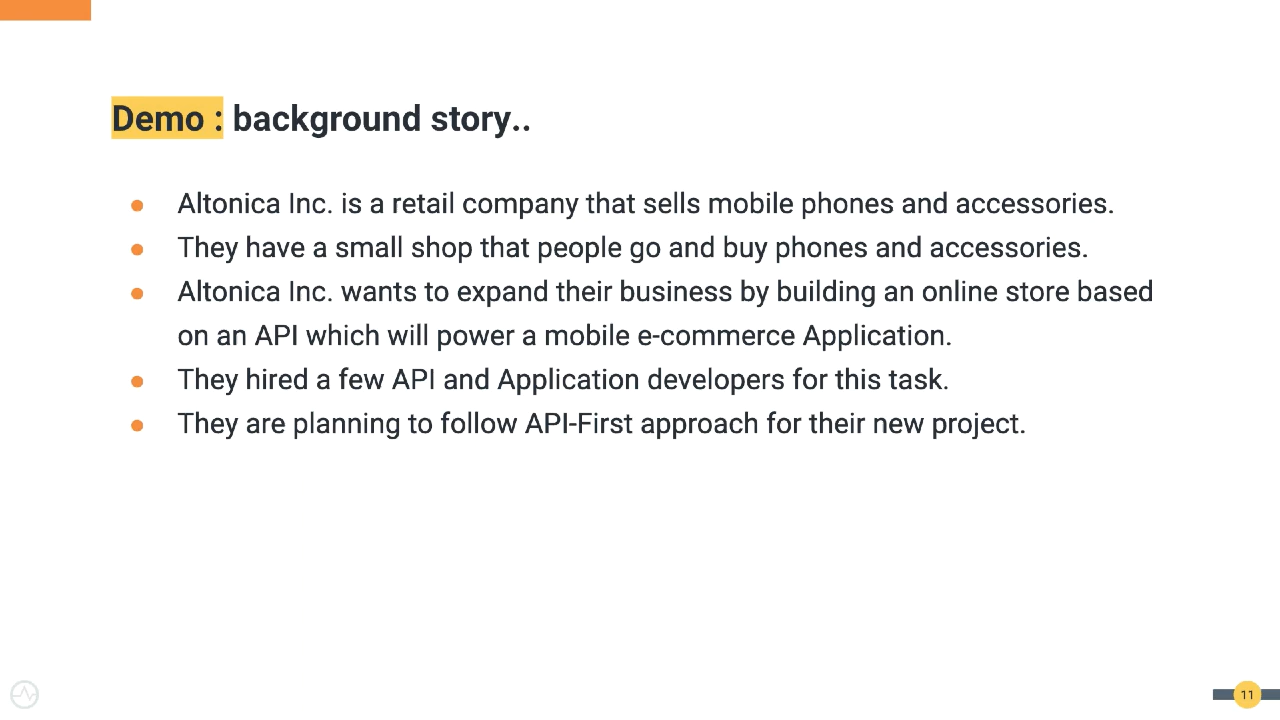 Demo : background story..
● Altonica Inc. is a retail company that sells mobile phones and accessories.
● They have a small shop that people go and buy phones and accessories.
● Altonica Inc. wants to expand their business by building an online store based
on an API which will power a mobile e-commerce Application.
● They hired a few API and Application developers for this task.
● They are planning to follow API-First approach for their new project.
11